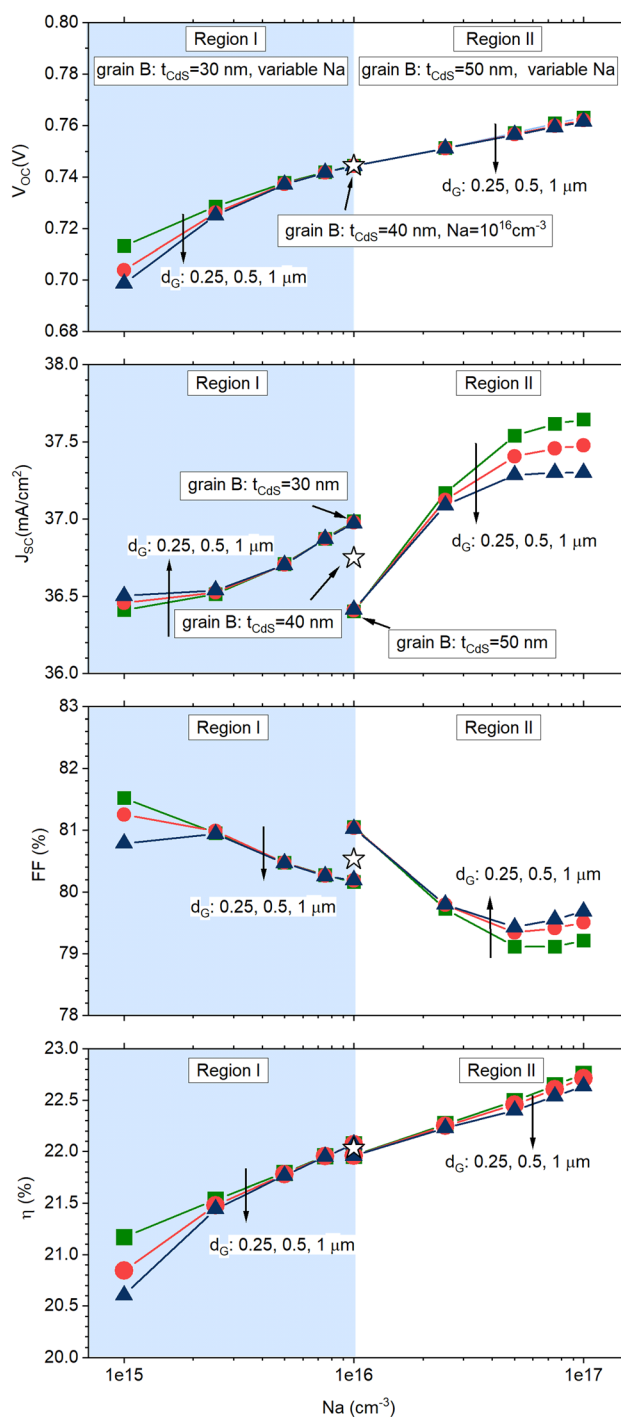 0.80
0.78
0.76
0.74
0.72
0.70
0.68
V_OC(V)
Region I
Region II
grain B: t_CdS=30 nm, variable Na
grain B: t_CdS=50 nm, variable Na
d_G: 0.25, 0.5, 1 μm
grain B: t_CdS=40 nm, Na=10^16cm^-3
d_G: 0.25, 0.5, 1 μm
38.0
37.5
37.0
36.5
36.0
J_SC(mA/cm²)
Region I
Region II
grain B: t_CdS=30 nm
d_G: 0.25, 0.5, 1 μm
d_G: 0.25, 0.5, 1 μm
grain B: t_CdS=40 nm
grain B: t_CdS=50 nm
83
82
81
80
79
78
FF (%)
Region I
Region II
d_G: 0.25, 0.5, 1 μm
d_G: 0.25, 0.5, 1 μm
23.0
22.5
22.0
21.5
21.0
20.5
20.0
η (%)
Region I
Region II
d_G: 0.25, 0.5, 1 μm
d_G: 0.25, 0.5, 1 μm
1e15
1e16
1e17
Na (cm^-3)